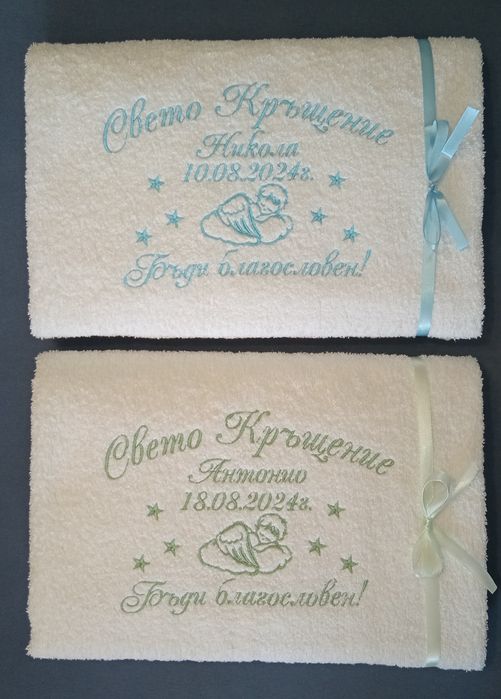 Свето Кръщение
Никола
10.08.2024г.
Бъди благословен!
Свето Кръщение
Антонио
18.08.2024г.
Бъди благословен!